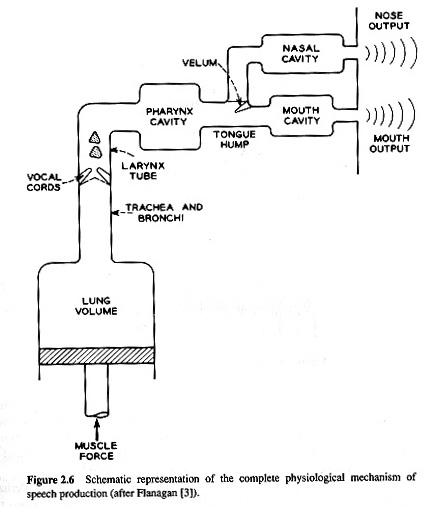 NOSE
OUTPUT
NASAL
CAVITY
VELUM
PHARYNX
CAVITY
MOUTH
CAVITY
TONGUE
HUMP
MOUTH
OUTPUT
LARYNX
TUBE
VOCAL
CORDS
TRACHEA AND
BRONCHI
LUNG
VOLUME
MUSCLE
FORCE
Figure 2.6 Schematic representation of the complete physiological mechanism of
speech production (after Flanagan [3]).